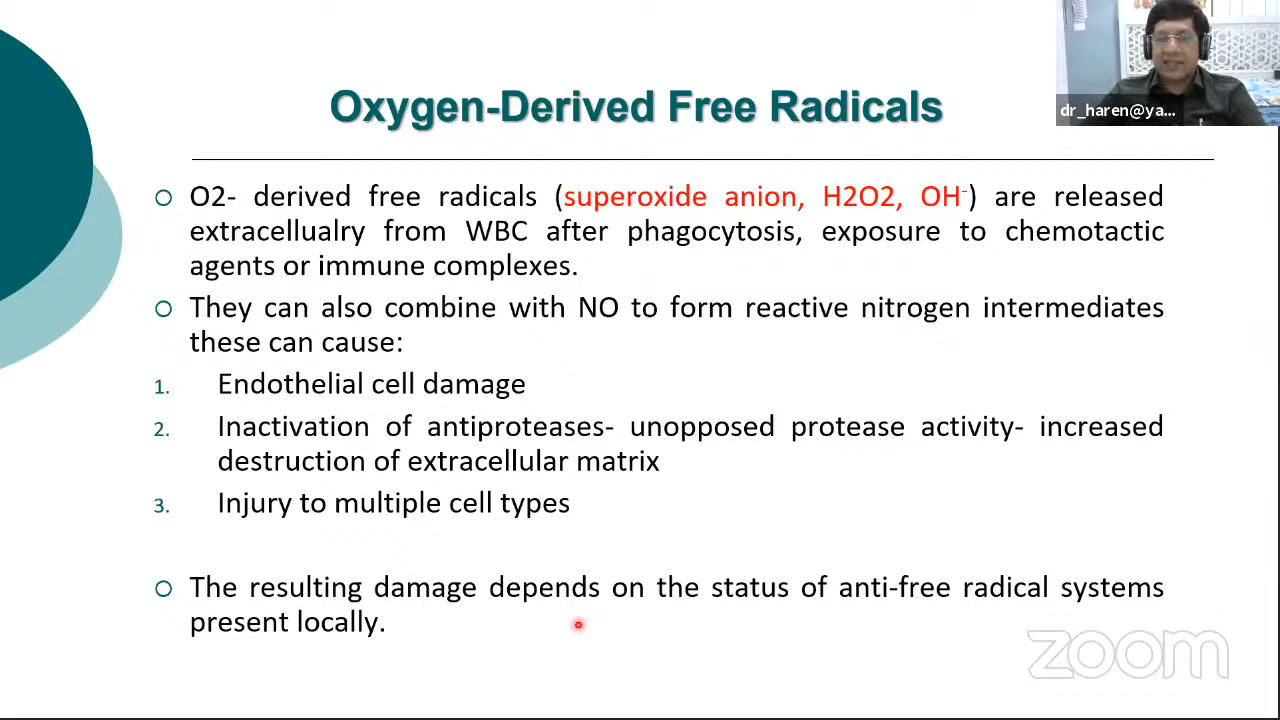 Oxygen-Derived Free Radicals
dr_haren@ya...
O2- derived free radicals (superoxide anion, H2O2, OH⁻) are released
extracellualry from WBC after phagocytosis, exposure to chemotactic
agents or immune complexes.
They can also combine with NO to form reactive nitrogen intermediates
these can cause:
1. Endothelial cell damage
2. Inactivation of antiproteases- unopposed protease activity- increased
destruction of extracellular matrix
3. Injury to multiple cell types
The resulting damage depends on the status of anti-free radical systems
present locally.
zoom